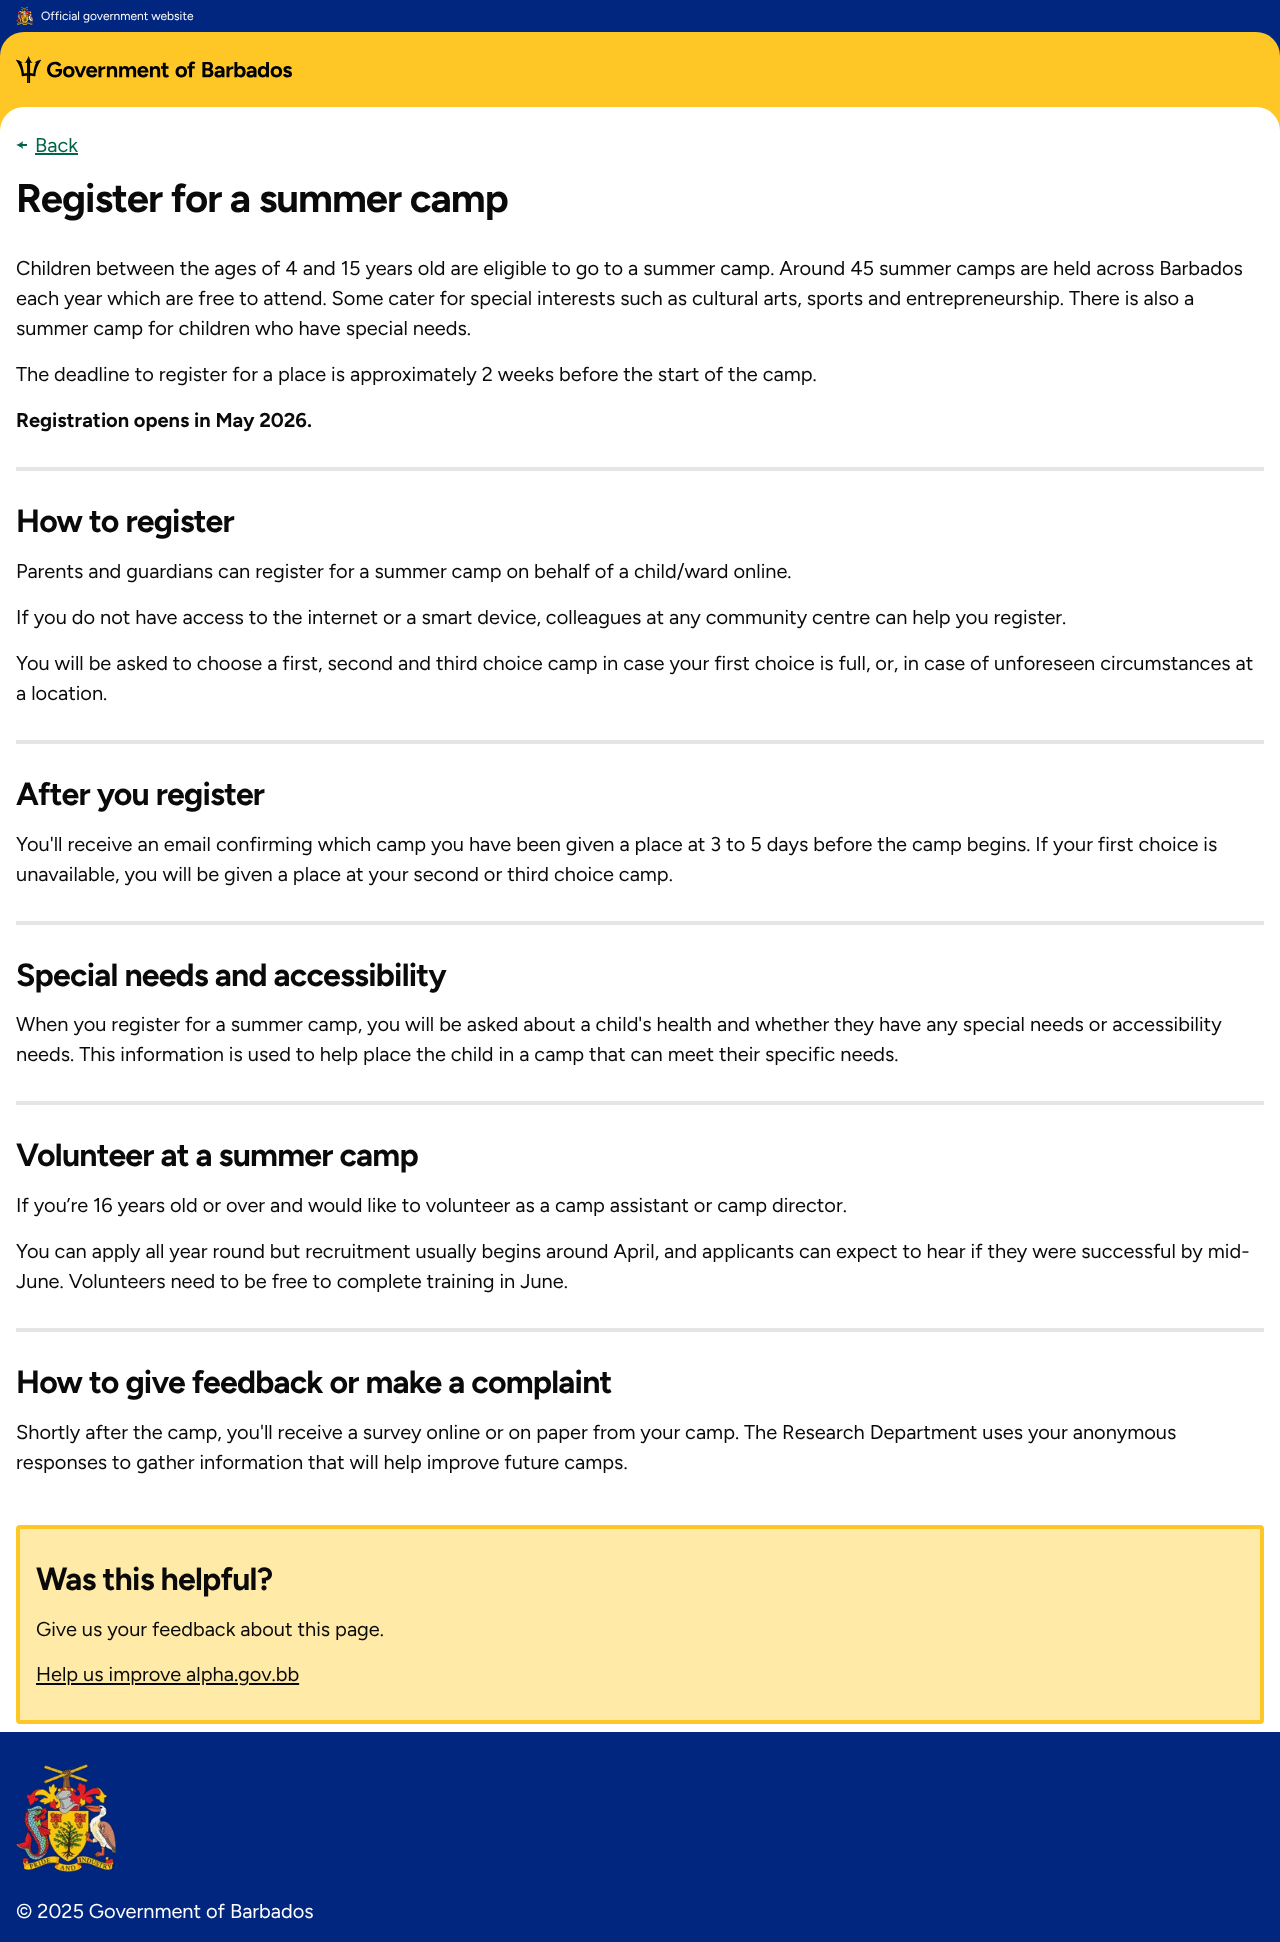 Official government website
Government of Barbados
Back
Register for a summer camp
Children between the ages of 4 and 15 years old are eligible to go to a summer camp. Around 45 summer camps are held across Barbados
each year which are free to attend. Some cater for special interests such as cultural arts, sports and entrepreneurship. There is also a
summer camp for children who have special needs.
The deadline to register for a place is approximately 2 weeks before the start of the camp.
Registration opens in May 2026.
How to register
Parents and guardians can register for a summer camp on behalf of a child/ward online.
If you do not have access to the internet or a smart device, colleagues at any community centre can help you register.
You will be asked to choose a first, second and third choice camp in case your first choice is full, or, in case of unforeseen circumstances at
a location.
After you register
You'll receive an email confirming which camp you have been given a place at 3 to 5 days before the camp begins. If your first choice is
unavailable, you will be given a place at your second or third choice camp.
Special needs and accessibility
When you register for a summer camp, you will be asked about a child's health and whether they have any special needs or accessibility
needs. This information is used to help place the child in a camp that can meet their specific needs.
Volunteer at a summer camp
If you’re 16 years old or over and would like to volunteer as a camp assistant or camp director.
You can apply all year round but recruitment usually begins around April, and applicants can expect to hear if they were successful by mid-
June. Volunteers need to be free to complete training in June.
How to give feedback or make a complaint
Shortly after the camp, you'll receive a survey online or on paper from your camp. The Research Department uses your anonymous
responses to gather information that will help improve future camps.
Was this helpful?
Give us your feedback about this page.
Help us improve alpha.gov.bb
PRIDE AND INDUSTRY
© 2025 Government of Barbados